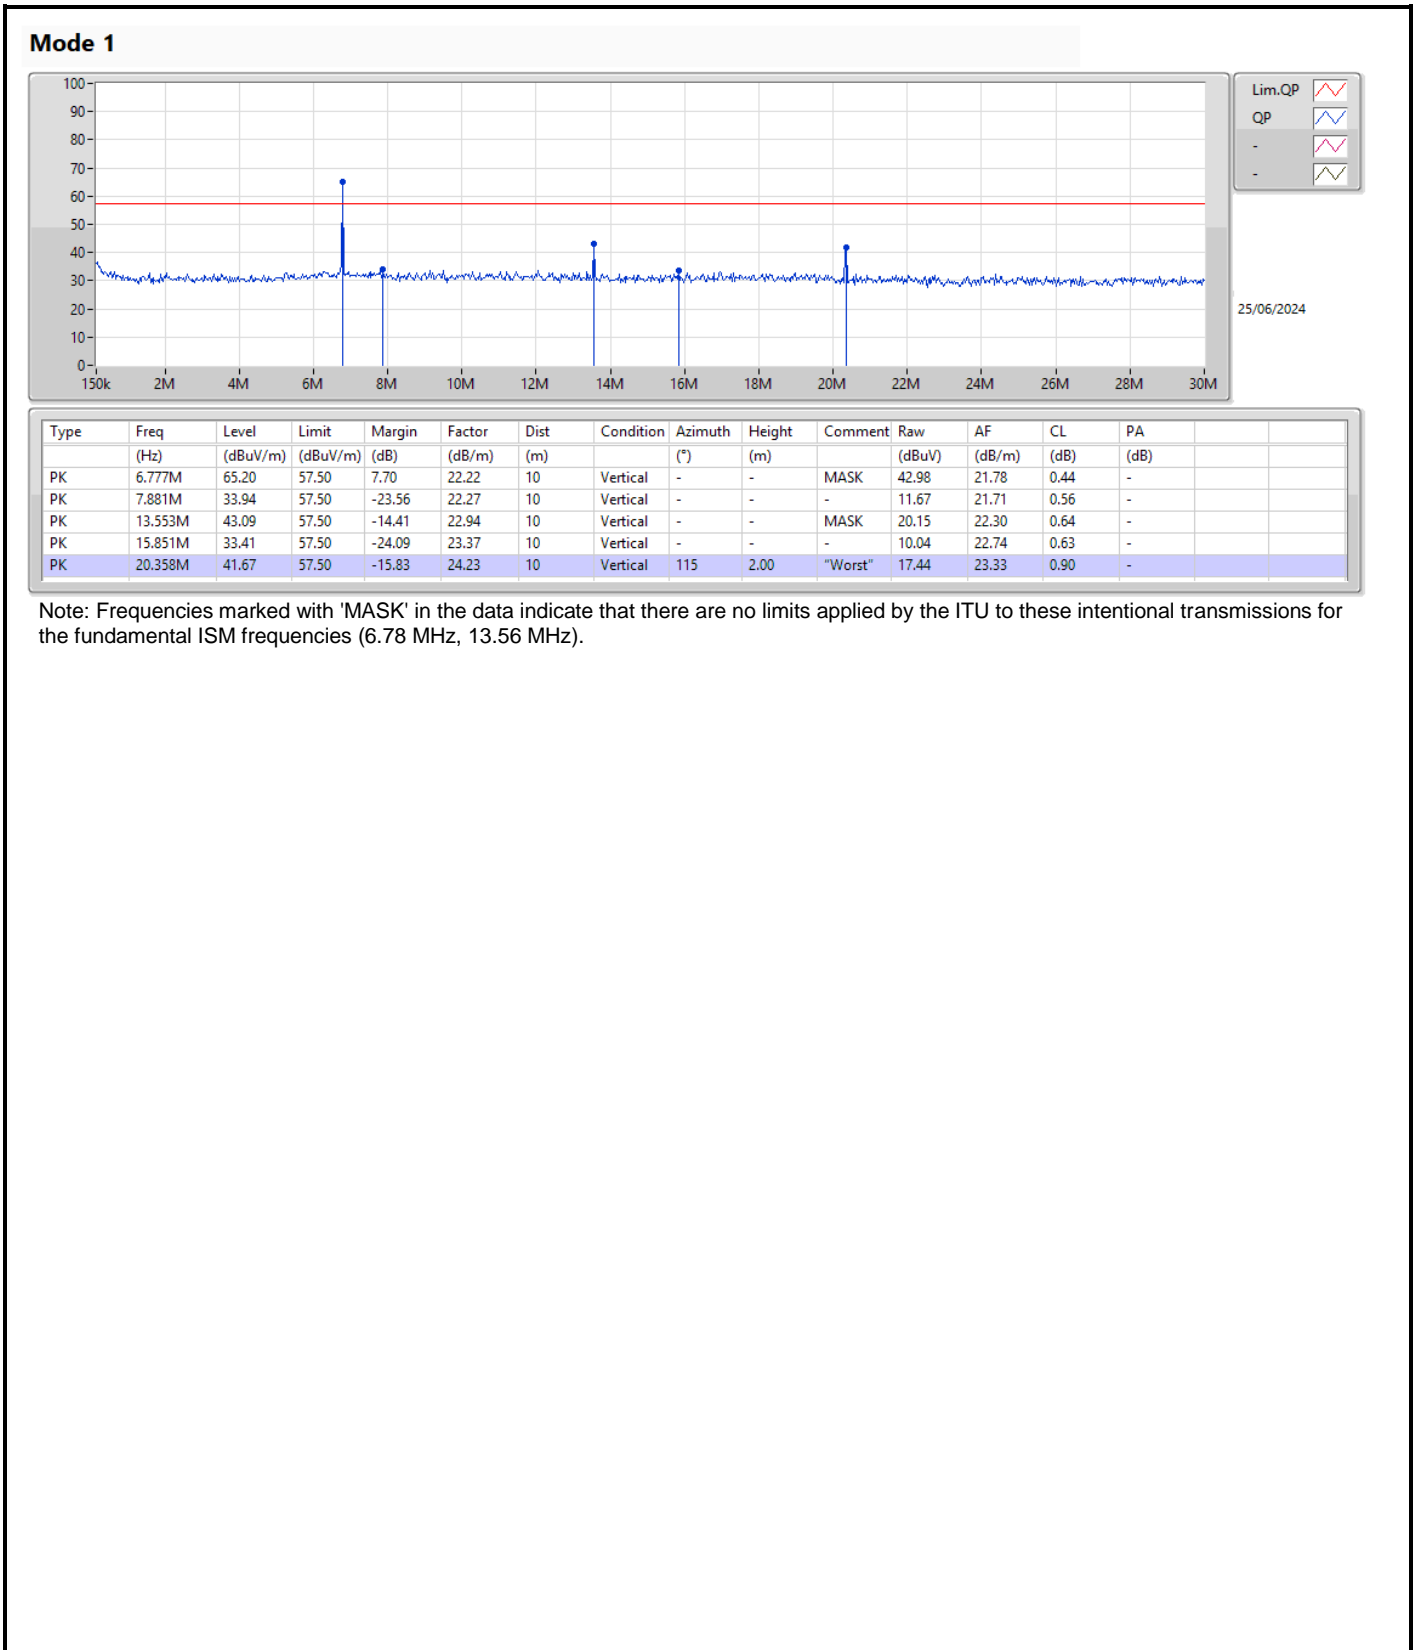 Mode 1
100
90
80
70
60
50
40
30
20
10
0
150k 2M 4M 6M 8M 10M 12M 14M 16M 18M 20M 22M 24M 26M 28M 30M
Lim.QP
QP
-
-
25/06/2024
Type Freq Level Limit Margin Factor Dist Condition Azimuth Height Comment Raw AF CL PA
(Hz) (dBuV/m) (dBuV/m) (dB) (dB/m) (m) (°) (m) (dBuV) (dB/m) (dB) (dB)
PK 6.777M 65.20 57.50 7.70 22.22 10 Vertical - - MASK 42.98 21.78 0.44 -
PK 7.881M 33.94 57.50 -23.56 22.27 10 Vertical - - - 11.67 21.71 0.56 -
PK 13.553M 43.09 57.50 -14.41 22.94 10 Vertical - - MASK 20.15 22.30 0.64 -
PK 15.851M 33.41 57.50 -24.09 23.37 10 Vertical - - - 10.04 22.74 0.63 -
PK 20.358M 41.67 57.50 -15.83 24.23 10 Vertical 115 2.00 "Worst" 17.44 23.33 0.90 -
Note: Frequencies marked with 'MASK' in the data indicate that there are no limits applied by the ITU to these intentional transmissions for
the fundamental ISM frequencies (6.78 MHz, 13.56 MHz).